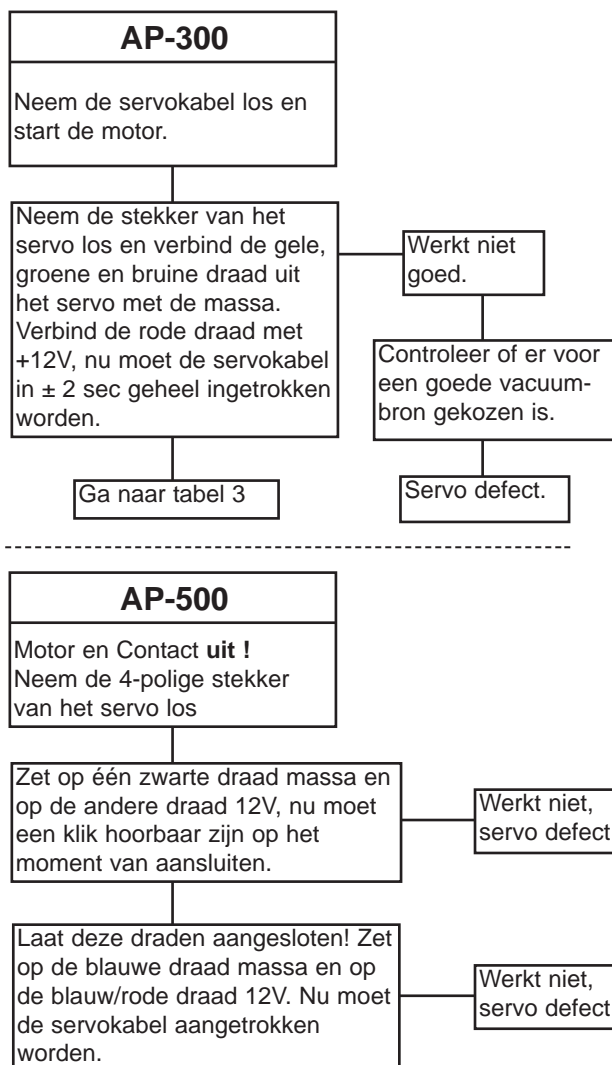 AP-300
Neem de servokabel los en
start de motor.
Neem de stekker van het
servo los en verbind de gele,
groene en bruine draad uit
het servo met de massa.
Verbind de rode draad met
+12V, nu moet de servokabel
in ± 2 sec geheel ingetrokken
worden.
Werkt niet
goed.
Controleer of er voor
een goede vacuum-
bron gekozen is.
Ga naar tabel 3
Servo defect.
AP-500
Motor en Contact uit !
Neem de 4-polige stekker
van het servo los
Zet op één zwarte draad massa en
op de andere draad 12V, nu moet
een klik hoorbaar zijn op het
moment van aansluiten.
Werkt niet,
servo defect
Laat deze draden aangesloten! Zet
op de blauwe draad massa en op
de blauw/rode draad 12V. Nu moet
de servokabel aangetrokken
worden.
Werkt niet,
servo defect